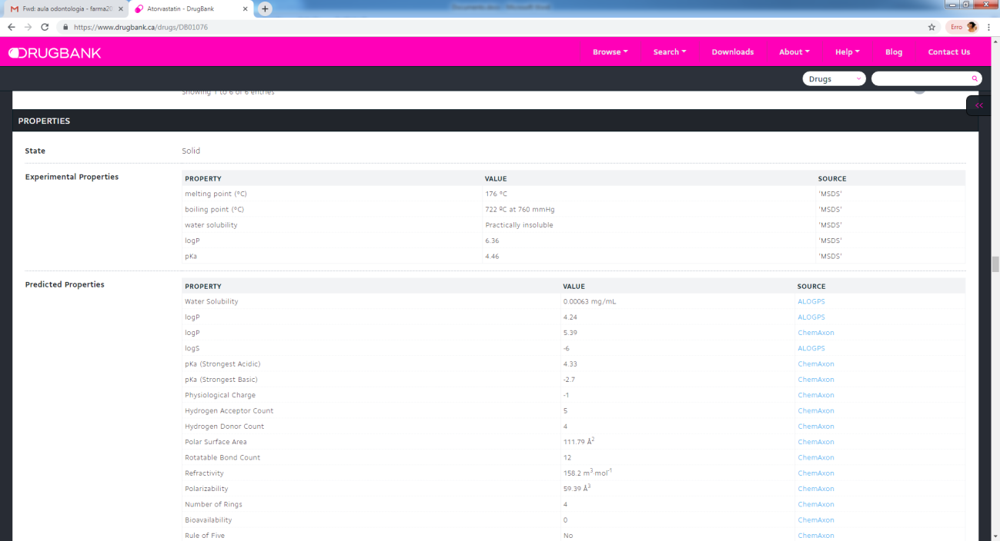 Fwd: aula odontologia - farma20
Atorvastatin - DrugBank
Documento.docx - Microsoft Word
https://www.drugbank.ca/drugs/DB01076
Erro
DRUGBANK
Browse Search Downloads About Help Blog Contact Us
Drugs
Showing 1 to 6 of 6 entries
PROPERTIES
State Solid
Experimental Properties
PROPERTY VALUE SOURCE
melting point (°C) 176 °C 'MSDS'
boiling point (°C) 722 ºC at 760 mmHg 'MSDS'
water solubility Practically insoluble 'MSDS'
logP 6.36 'MSDS'
pKa 4.46 'MSDS'
Predicted Properties
PROPERTY VALUE SOURCE
Water Solubility 0.00063 mg/mL ALOGPS
logP 4.24 ALOGPS
logP 5.39 ChemAxon
logS -6 ALOGPS
pKa (Strongest Acidic) 4.33 ChemAxon
pKa (Strongest Basic) -2.7 ChemAxon
Physiological Charge -1 ChemAxon
Hydrogen Acceptor Count 5 ChemAxon
Hydrogen Donor Count 4 ChemAxon
Polar Surface Area 111.79 Å² ChemAxon
Rotatable Bond Count 12 ChemAxon
Refractivity 158.2 m³·mol⁻¹ ChemAxon
Polarizability 59.39 Å³ ChemAxon
Number of Rings 4 ChemAxon
Bioavailability 0 ChemAxon
Rule of Five No ChemAxon